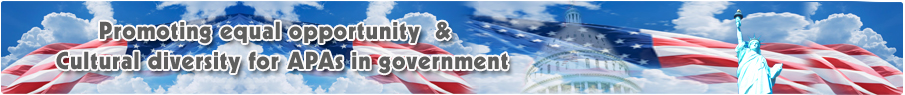 Promoting equal opportunity &
Cultural diversity for APAs in government